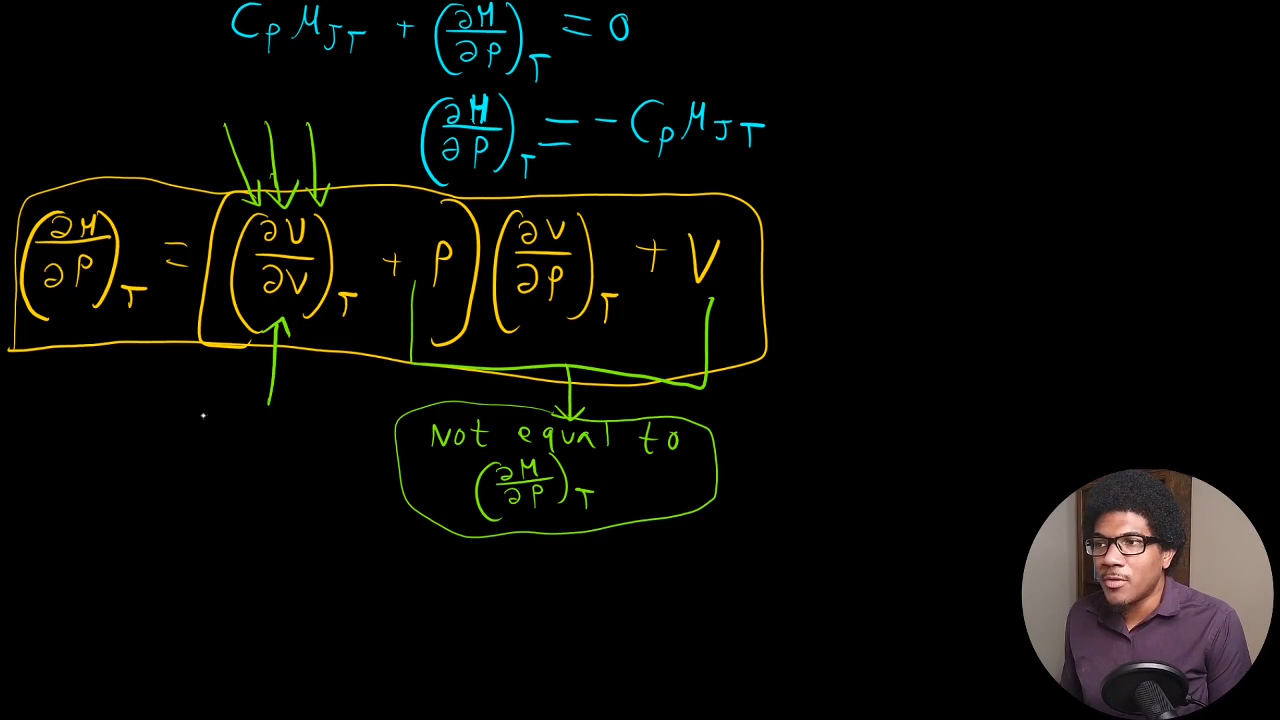 C_P μ_JT + (∂H/∂P)_T = 0
(∂H/∂P)_T = - C_P μ_JT
(∂H/∂P)_T = ((∂U/∂V)_T + P)(∂V/∂P)_T + V
Not equal to
(∂H/∂P)_T